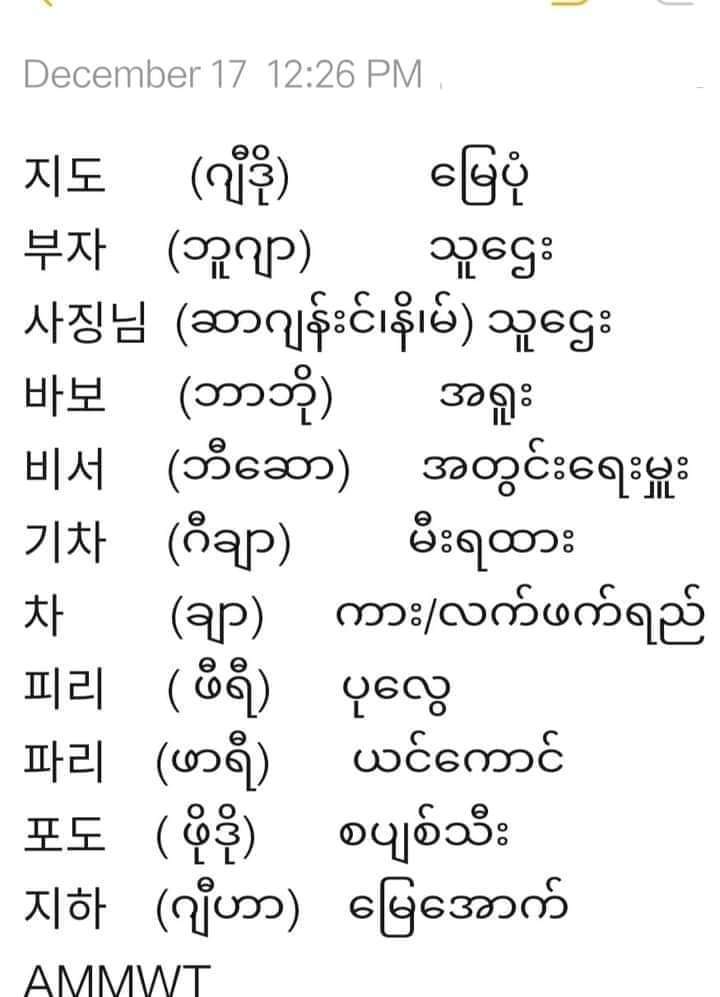 December 17 12:26 PM
지도 (ဂျီဒို) မြေပုံ
부자 (ဘူဂျာ) သူဌေး
사징님 (ဆာဂျန်းင်၊နိ၊မ်) သူဌေး
바보 (ဘာဘို) အရူး
비서 (ဘီဆော) အတွင်းရေးမှူး
기차 (ဂီချာ) မီးရထား
차 (ချာ) ကား/လက်ဖက်ရည်
피리 ( ဖီရီ) ပုလွေ
파리 (ဖာရီ) ယင်ကောင်
포도 ( ဖိုဒို) စပျစ်သီး
지하 (ဂျီဟာ) မြေအောက်
AMMWT